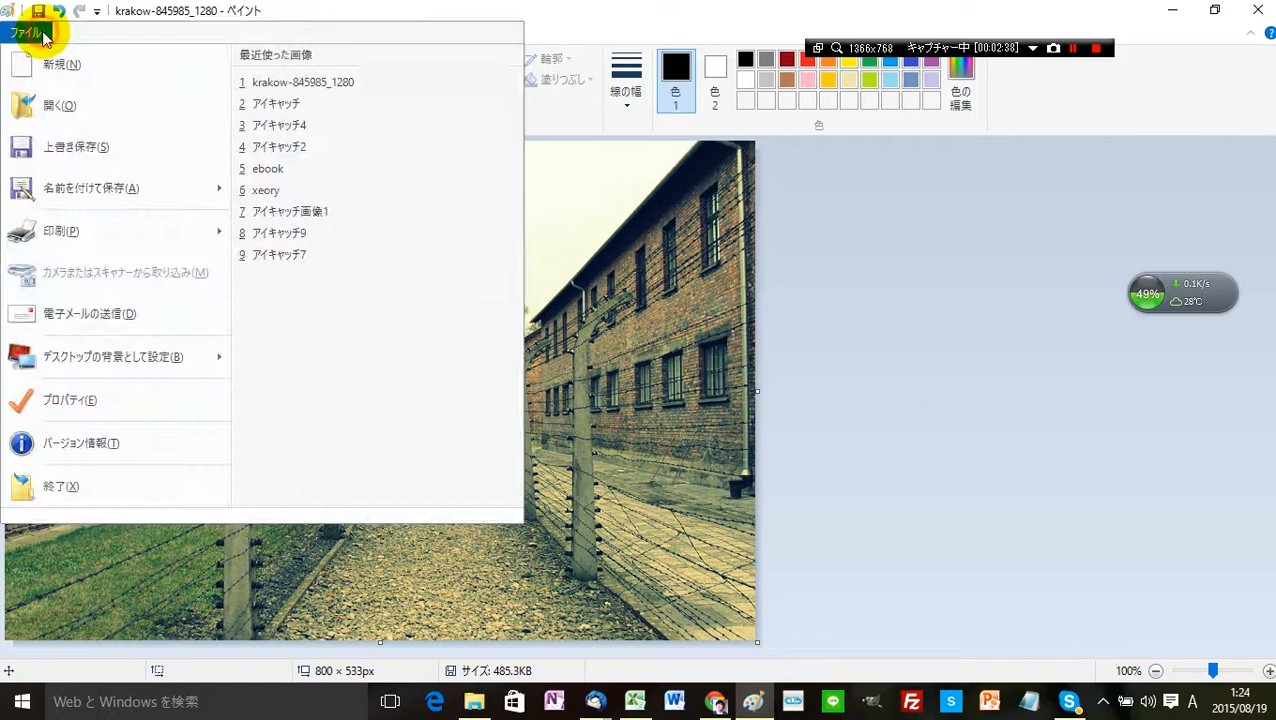 krakow-845985_1280 - ペイント
ファイル
1366x768 キャプチャー中 [00:02:38]
最近使った画像
新規(N)
1 krakow-845985_1280
開く(O)
2 アイキャッチ
3 アイキャッチ4
上書き保存(S)
4 アイキャッチ2
5 ebook
名前を付けて保存(A)
6 xeory
7 アイキャッチ画像1
印刷(P)
8 アイキャッチ9
9 アイキャッチ7
カメラまたはスキャナーから取り込み(M)
電子メールの送信(D)
デスクトップの背景として設定(B)
プロパティ(E)
バージョン情報(T)
終了(X)
輪郭
塗りつぶし
線の幅
色
1
色
2
色の
編集
色
49%
0.1K/s
28℃
800 × 533px
サイズ: 485.3KB
100%
Web と Windows を検索
A
1:24
2015/08/19